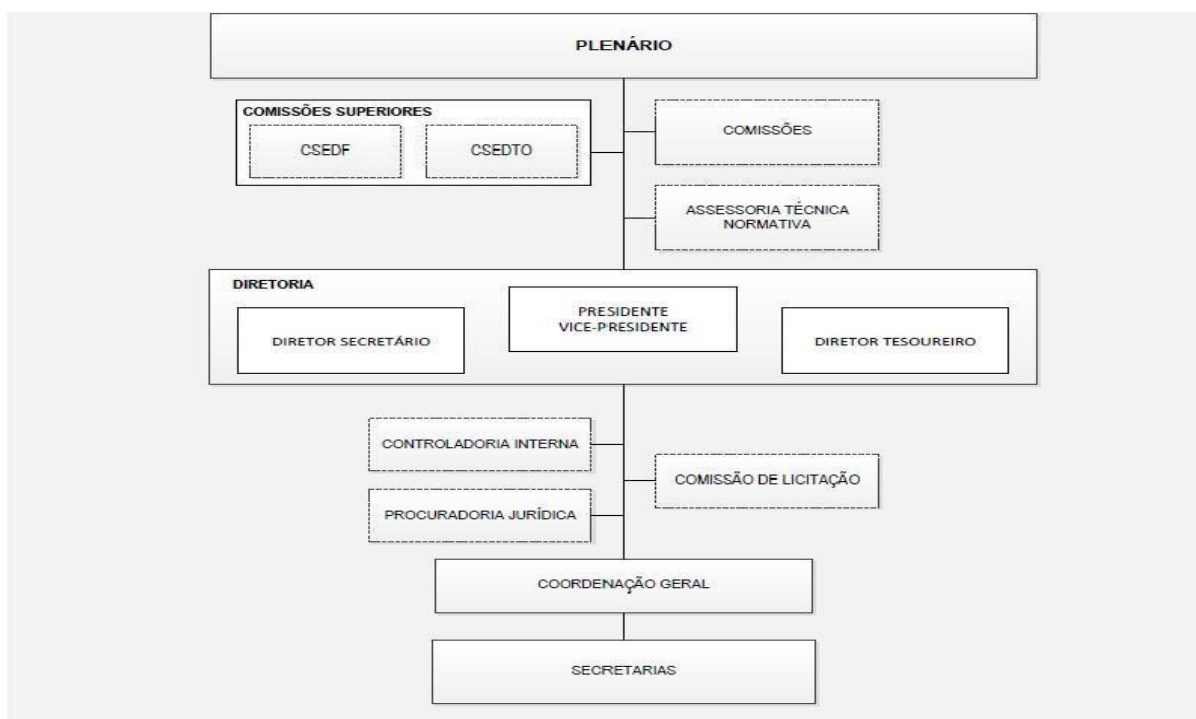 PLENÁRIO
COMISSÕES SUPERIORES
CSEDF
CSEDTO
COMISSÕES
ASSESSORIA TÉCNICA
NORMATIVA
DIRETORIA
PRESIDENTE
VICE-PRESIDENTE
DIRETOR SECRETÁRIO
DIRETOR TESOUREIRO
CONTROLADORIA INTERNA
COMISSÃO DE LICITAÇÃO
PROCURADORIA JURÍDICA
COORDENAÇÃO GERAL
SECRETARIAS